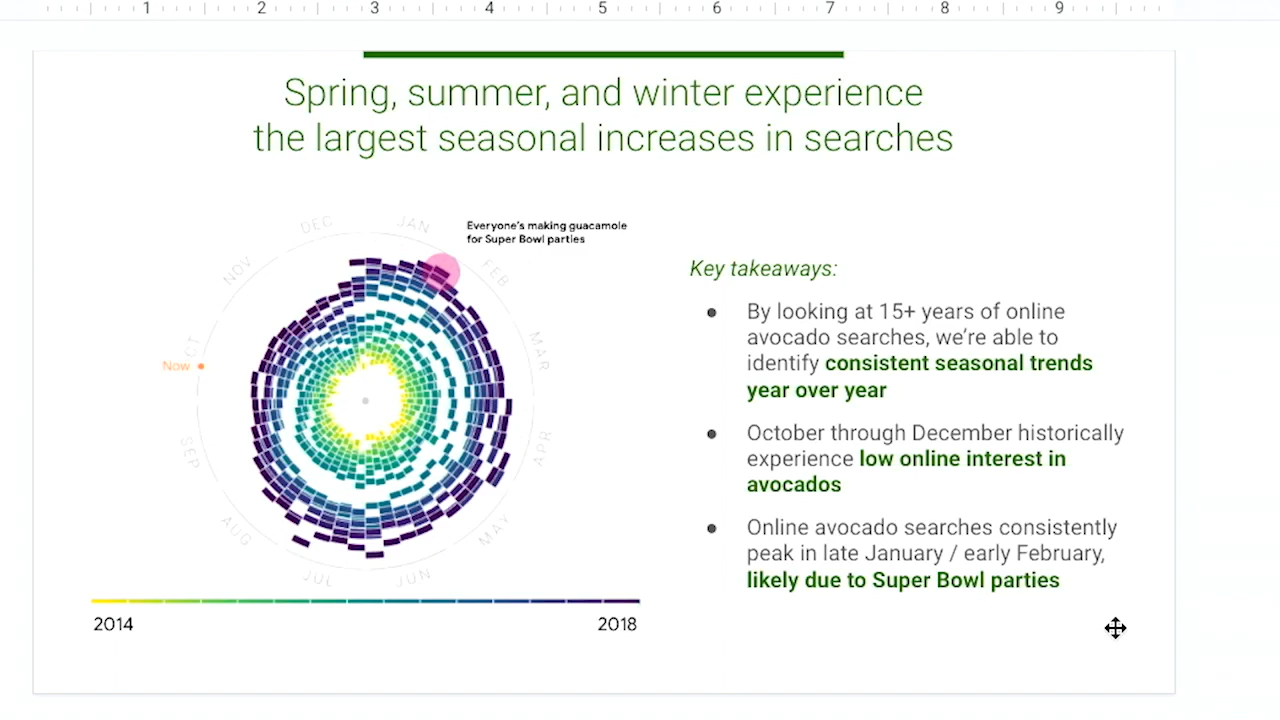 1 2 3 4 5 6 7 8 9
Spring, summer, and winter experience
the largest seasonal increases in searches
DEC
JAN
Everyone's making guacamole
for Super Bowl parties
NOV
FEB
MAR
Now
APR
SEP
AUG
MAY
JUL
JUN
2014
2018
Key takeaways:
● By looking at 15+ years of online
avocado searches, we're able to
identify consistent seasonal trends
year over year
● October through December historically
experience low online interest in
avocados
● Online avocado searches consistently
peak in late January / early February,
likely due to Super Bowl parties